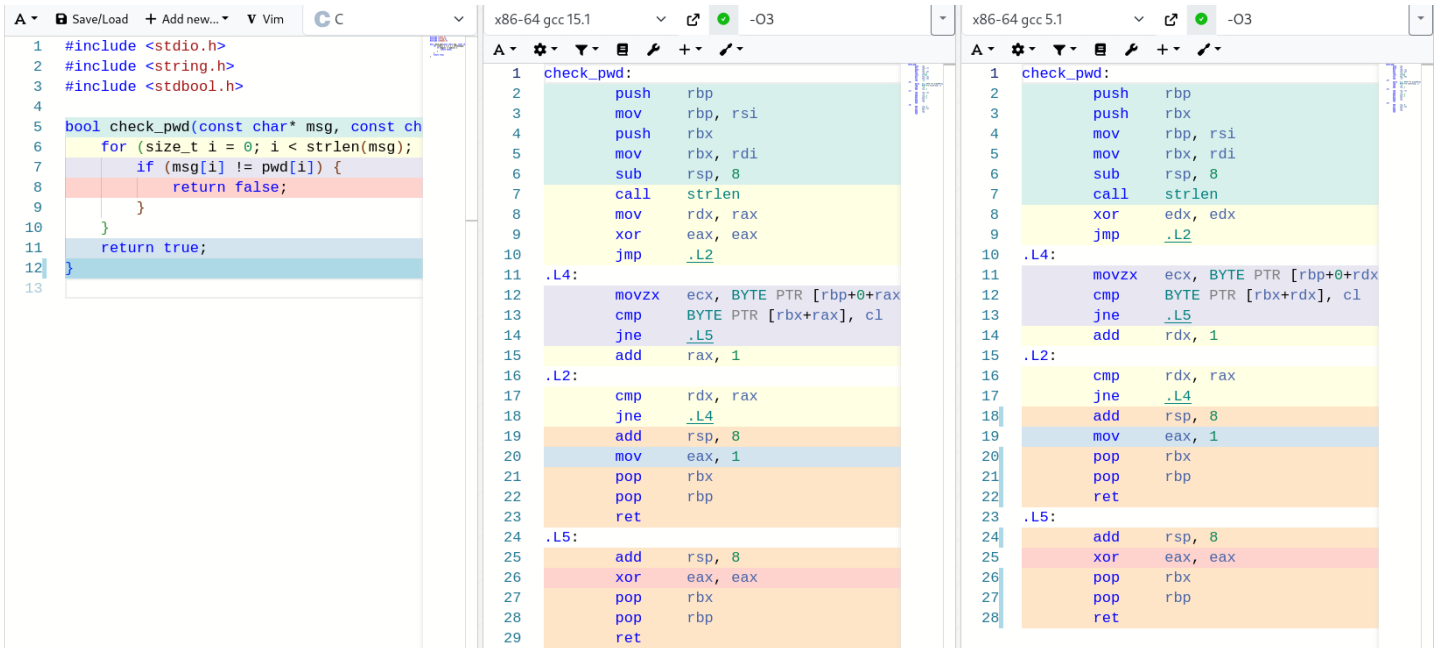 A Save/Load + Add new... Vim C C
1 #include <stdio.h>
2 #include <string.h>
3 #include <stdbool.h>
4
5 bool check_pwd(const char* msg, const ch
6 for (size_t i = 0; i < strlen(msg);
7 if (msg[i] != pwd[i]) {
8 return false;
9 }
10 }
11 return true;
12 }
13
x86-64 gcc 15.1 -O3
A
1 check_pwd:
2 push rbp
3 mov rbp, rsi
4 push rbx
5 mov rbx, rdi
6 sub rsp, 8
7 call strlen
8 mov rdx, rax
9 xor eax, eax
10 jmp .L2
11 .L4:
12 movzx ecx, BYTE PTR [rbp+0+rax
13 cmp BYTE PTR [rbx+rax], cl
14 jne .L5
15 add rax, 1
16 .L2:
17 cmp rdx, rax
18 jne .L4
19 add rsp, 8
20 mov eax, 1
21 pop rbx
22 pop rbp
23 ret
24 .L5:
25 add rsp, 8
26 xor eax, eax
27 pop rbx
28 pop rbp
29 ret
x86-64 gcc 5.1 -O3
A
1 check_pwd:
2 push rbp
3 push rbx
4 mov rbp, rsi
5 mov rbx, rdi
6 sub rsp, 8
7 call strlen
8 xor edx, edx
9 jmp .L2
10 .L4:
11 movzx ecx, BYTE PTR [rbp+0+rdx
12 cmp BYTE PTR [rbx+rdx], cl
13 jne .L5
14 add rdx, 1
15 .L2:
16 cmp rdx, rax
17 jne .L4
18 add rsp, 8
19 mov eax, 1
20 pop rbx
21 pop rbp
22 ret
23 .L5:
24 add rsp, 8
25 xor eax, eax
26 pop rbx
27 pop rbp
28 ret